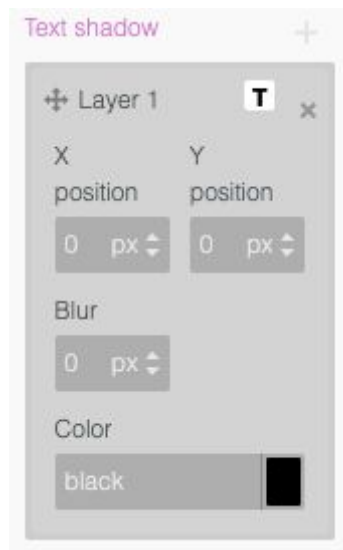 Text shadow +
Layer 1 T ×
X Y
position position
0 px 0 px
Blur
0 px
Color
black